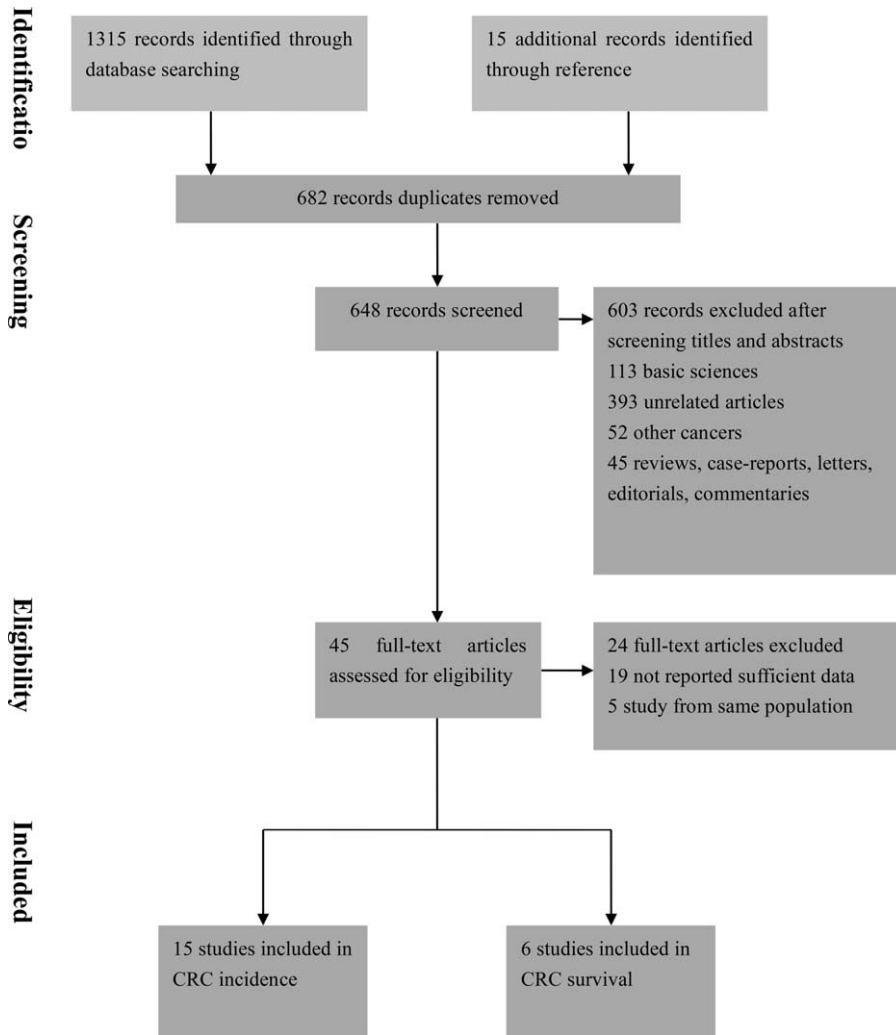 Identificatio
1315 records identified through
database searching
15 additional records identified
through reference
682 records duplicates removed
Screening
648 records screened
603 records excluded after
screening titles and abstracts
113 basic sciences
393 unrelated articles
52 other cancers
45 reviews, case-reports, letters,
editorials, commentaries
Eligibility
45 full-text articles
assessed for eligibility
24 full-text articles excluded
19 not reported sufficient data
5 study from same population
Included
15 studies included in
CRC incidence
6 studies included in
CRC survival